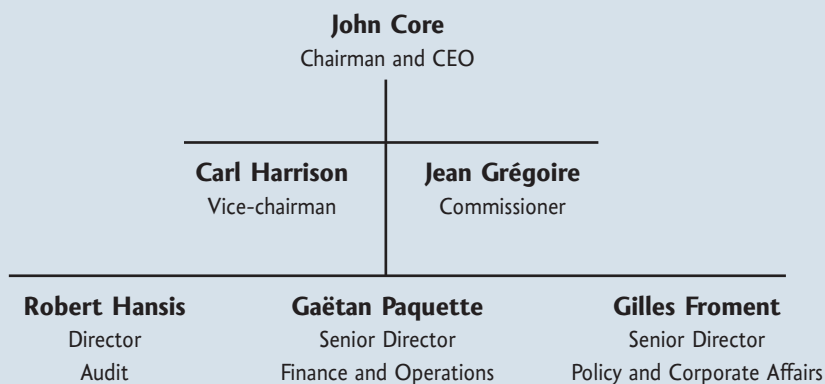 John Core
Chairman and CEO
Carl Harrison
Vice-chairman
Jean Grégoire
Commissioner
Robert Hansis
Director
Audit
Gaëtan Paquette
Senior Director
Finance and Operations
Gilles Froment
Senior Director
Policy and Corporate Affairs